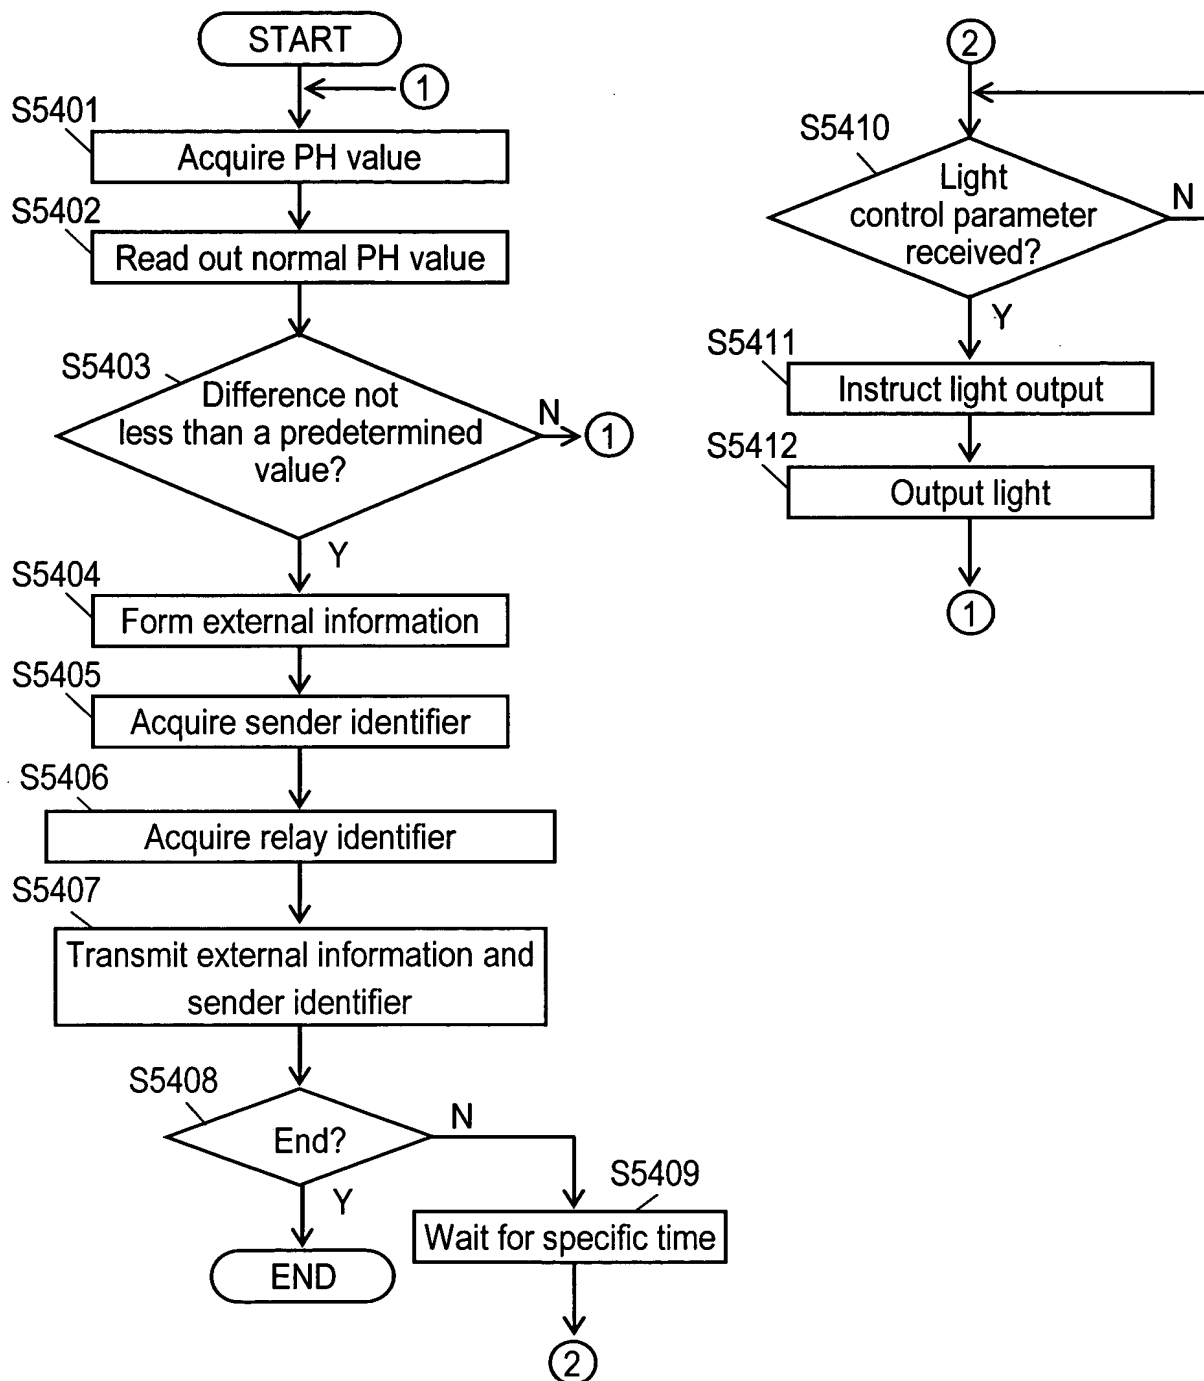 START
1
S5401
Acquire PH value
S5402
Read out normal PH value
S5403
Difference not
less than a predetermined
value?
N
1
Y
S5404
Form external information
S5405
Acquire sender identifier
S5406
Acquire relay identifier
S5407
Transmit external information and
sender identifier
S5408
End?
N
Y
END
S5409
Wait for specific time
2
2
S5410
Light
control parameter
received?
N
Y
S5411
Instruct light output
S5412
Output light
1